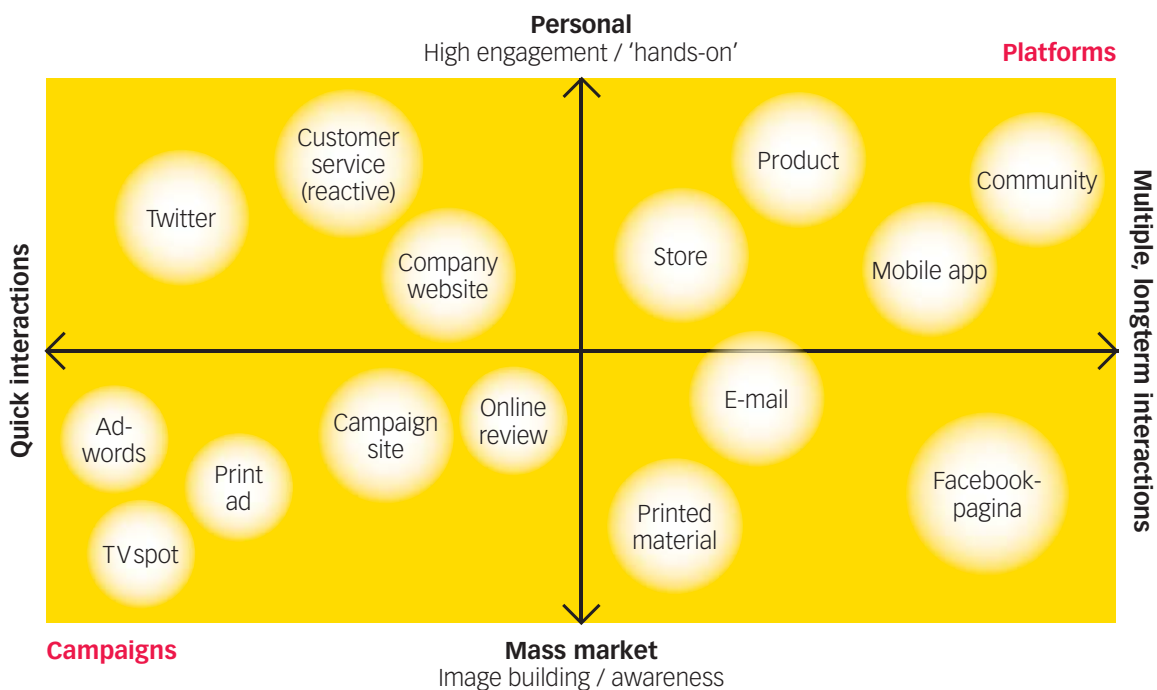 Personal
High engagement / ‘hands-on’
Platforms
Customer
service
(reactive)
Twitter
Company
website
Product
Community
Store
Mobile app
Quick interactions
Multiple, longterm interactions
Ad-
words
Print
ad
TV spot
Campaign
site
Online
review
E-mail
Printed
material
Facebook-
pagina
Campaigns
Mass market
Image building / awareness